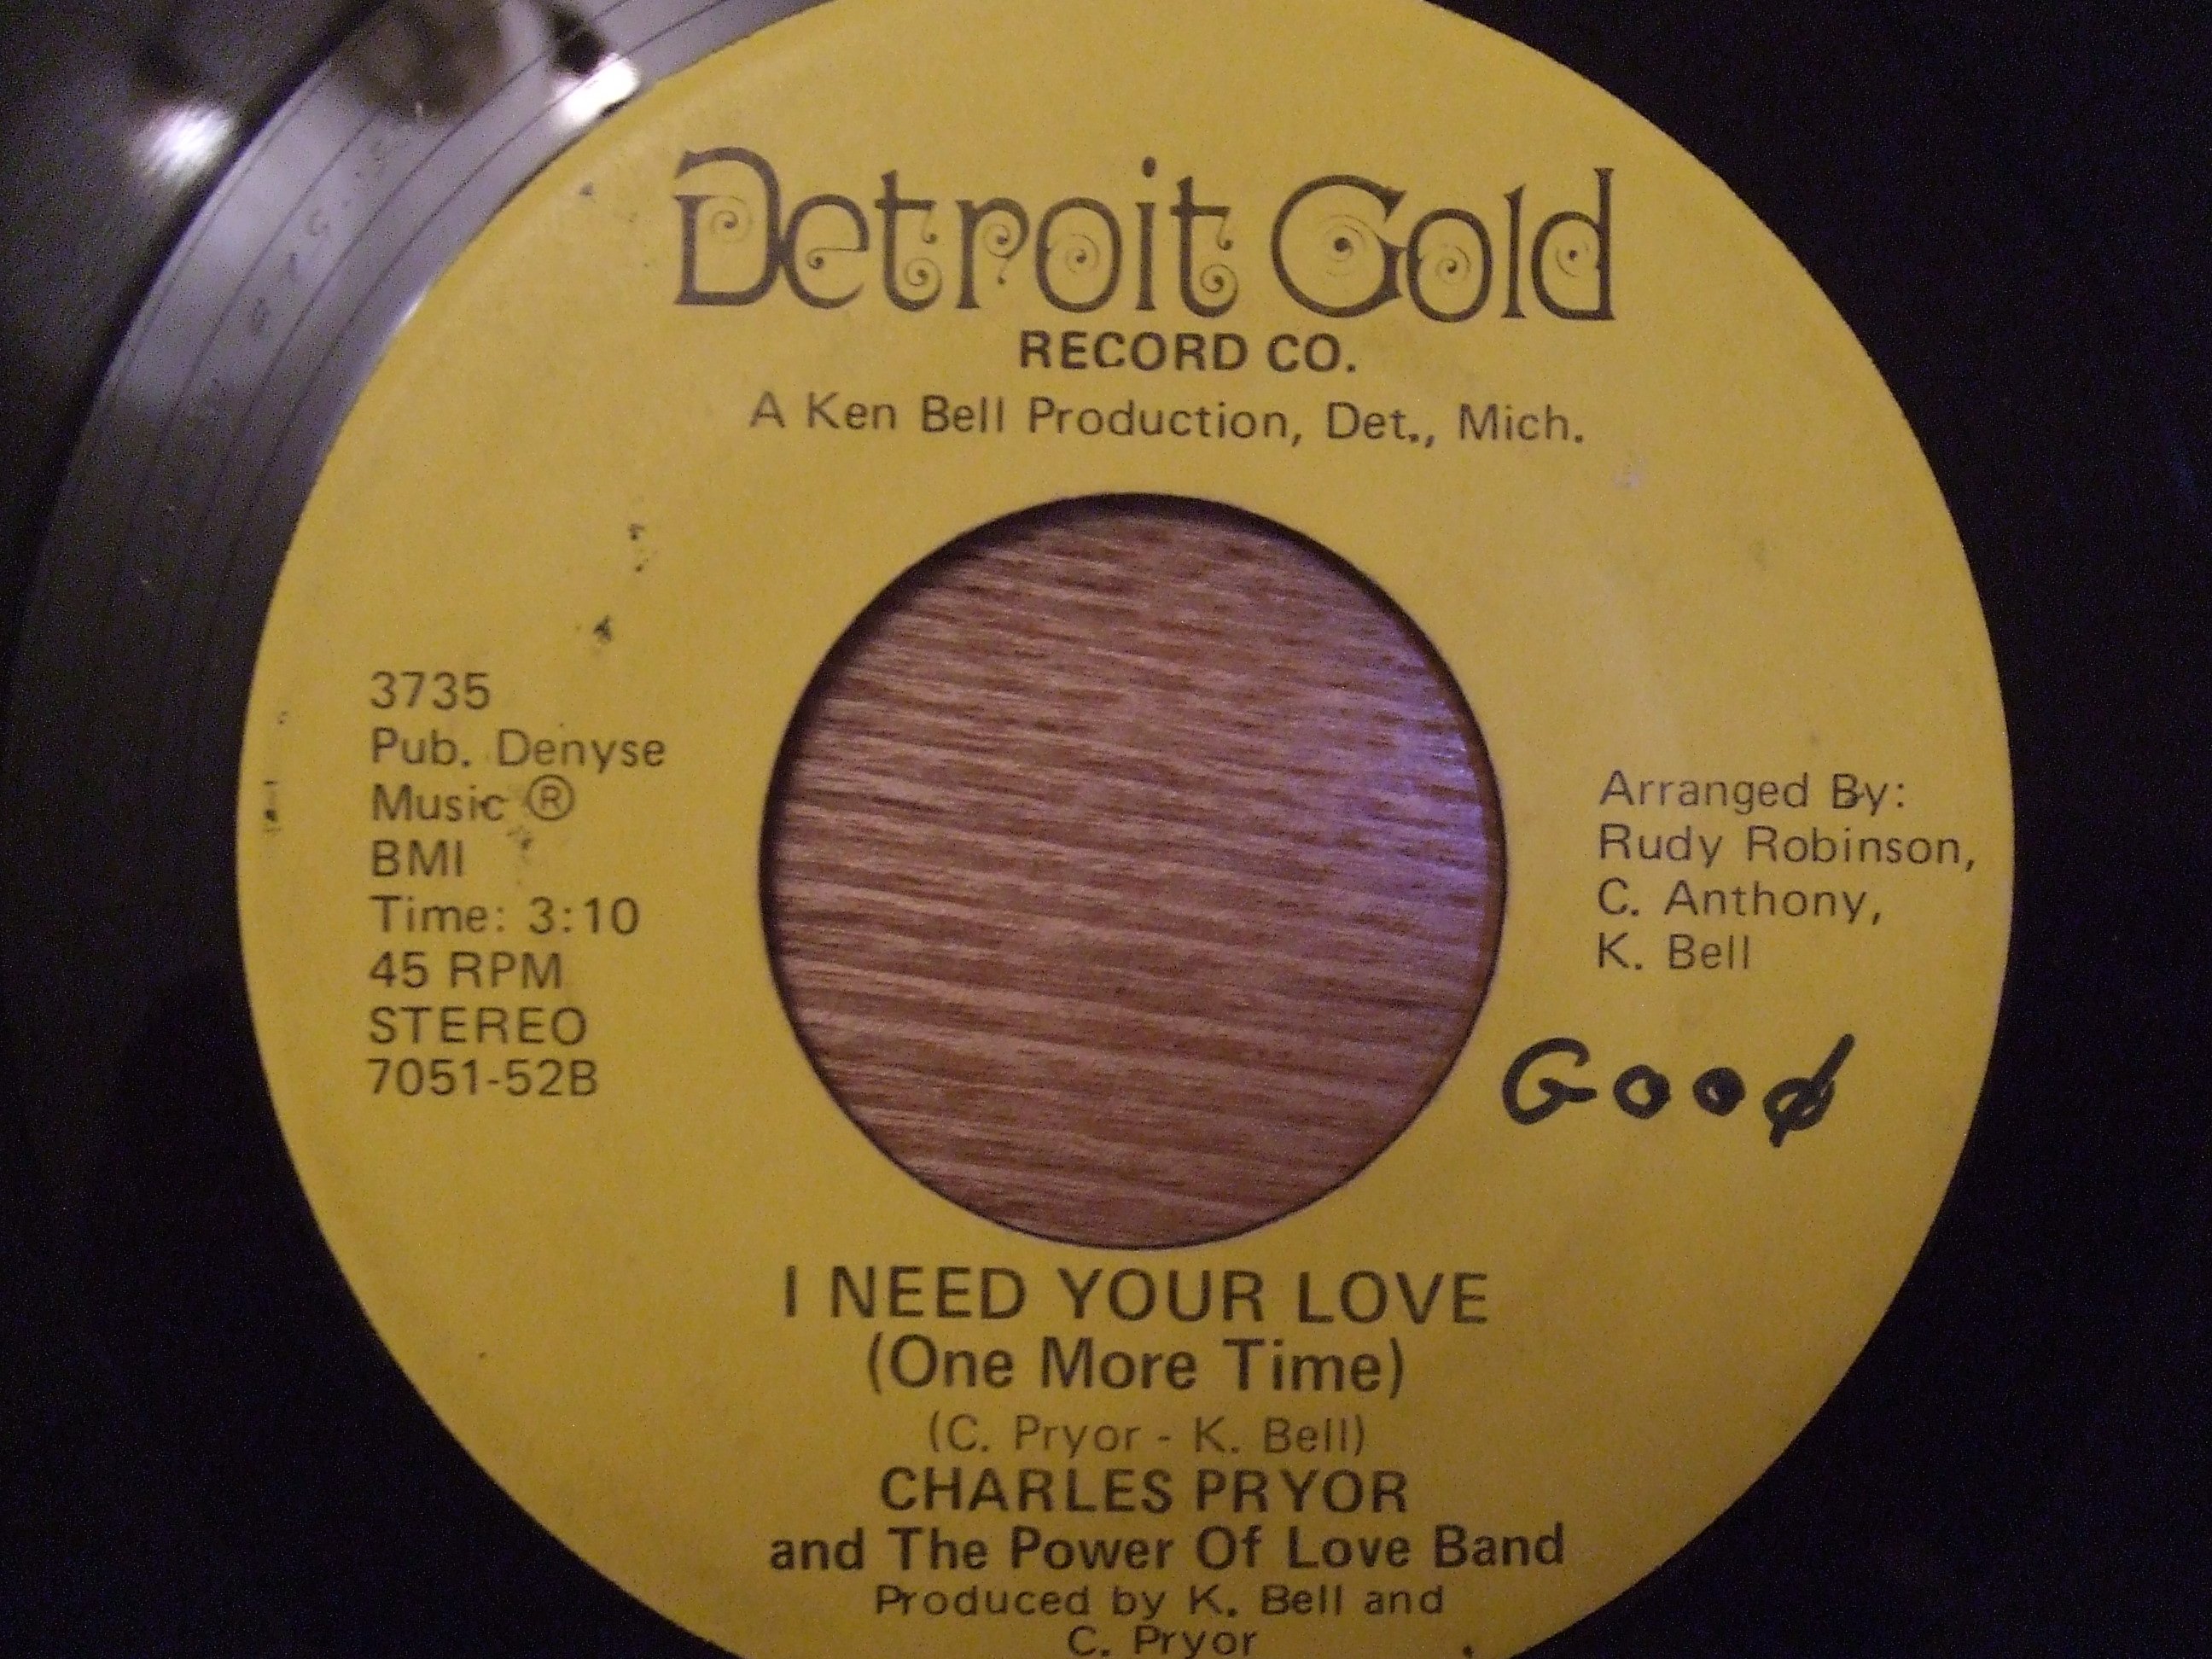 Detroit Gold
RECORD CO.
A Ken Bell Production, Det., Mich.
3735
Pub. Denyse
Music ®
BMI
Time: 3:10
45 RPM
STEREO
7051-52B
Arranged By:
Rudy Robinson,
C. Anthony,
K. Bell
Good
I NEED YOUR LOVE
(One More Time)
(C. Pryor - K. Bell)
CHARLES PRYOR
and The Power Of Love Band
Produced by K. Bell and
C. Pryor